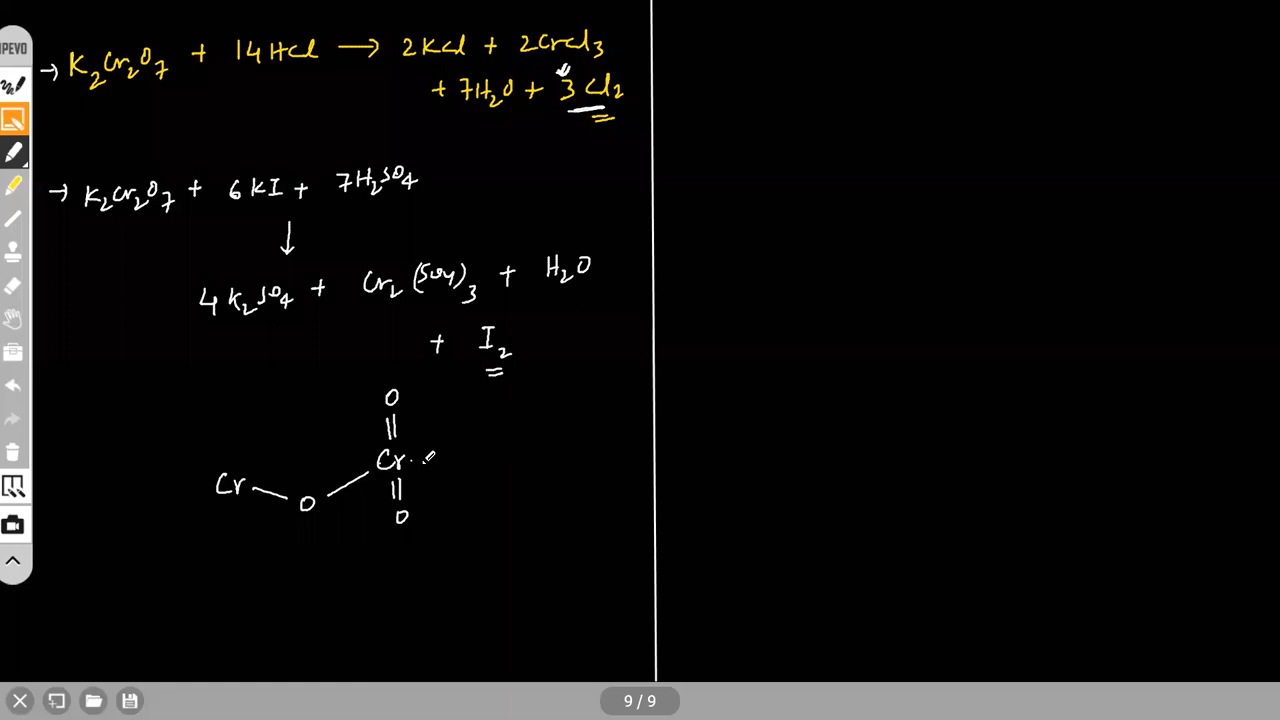 IPEVO
→ K₂Cr₂O₇ + 14HCl → 2KCl + 2CrCl₃
+ 7H₂O + 3Cl₂
→ K₂Cr₂O₇ + 6KI + 7H₂SO₄
↓
4K₂SO₄ + Cr₂(SO₄)₃ + H₂O
+ I₂
O
||
Cr — O — Cr
||
O
9 / 9